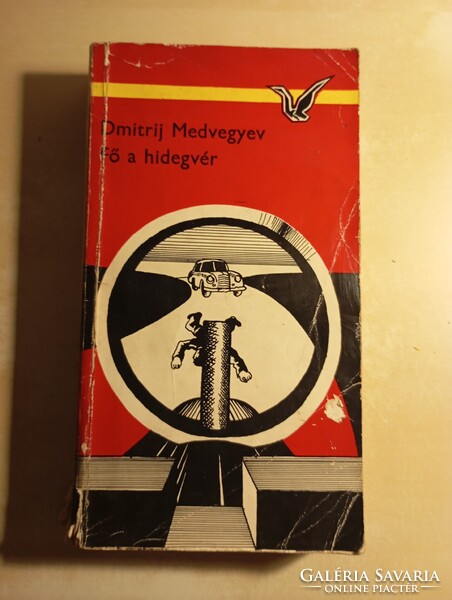 Dmitrij Medvegyev
Fő a hidegvér
GALÉRIA SAVARIA
ONLINE PIACTÉR